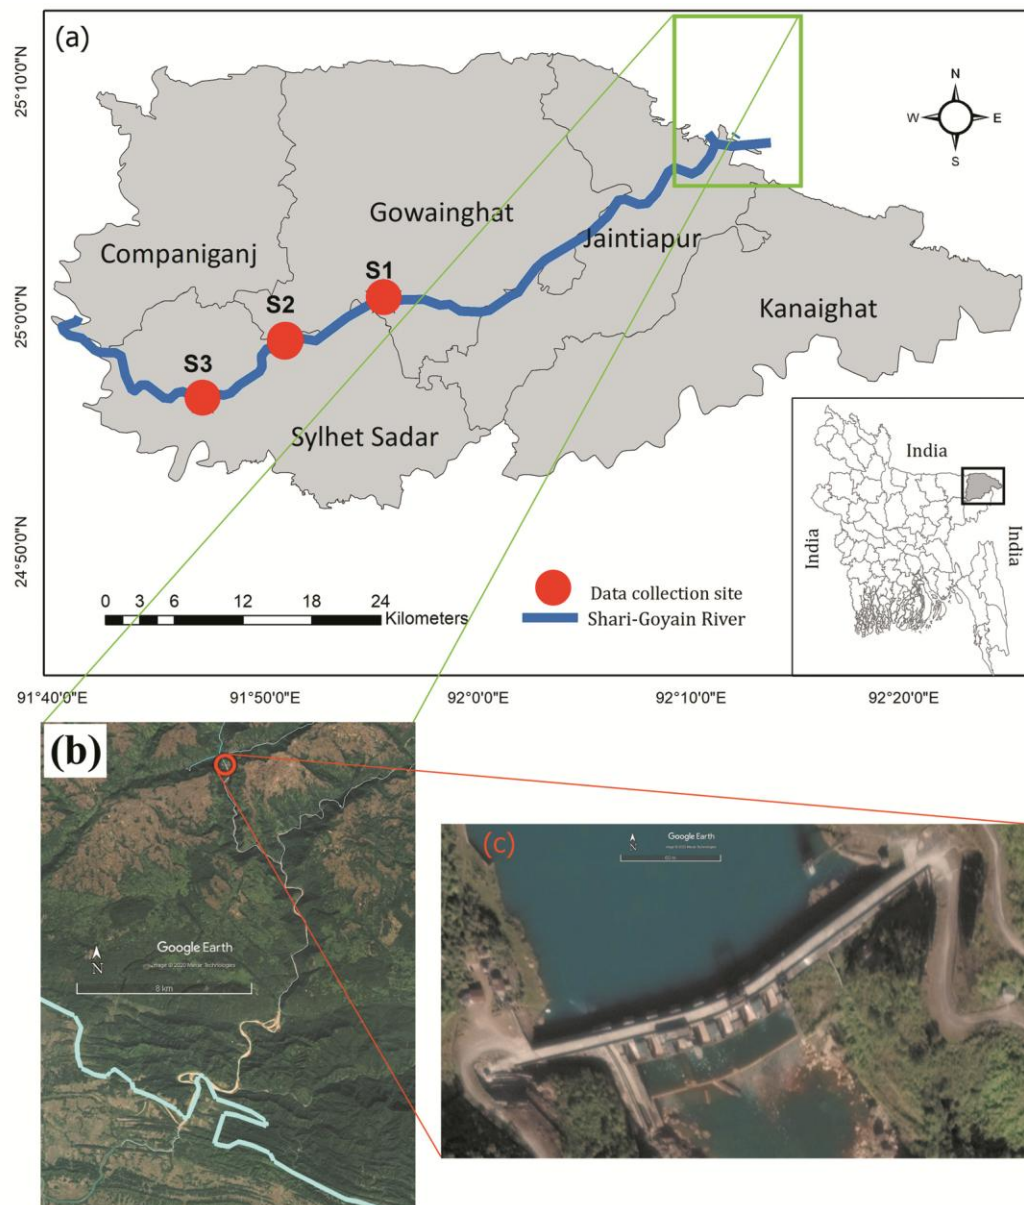 (a)
25°10'0"N
25°0'0"N
24°50'0"N
N
W E
S
Gowainghat
Companiganj
Jaintiapur
S1
S2
S3
Kanaighat
Sylhet Sadar
India
India
India
0 3 6 12 18 24
Kilometers
Data collection site
Shari-Goyain River
91°40'0"E 91°50'0"E 92°0'0"E 92°10'0"E 92°20'0"E
(b)
N
Google Earth
8 km
(c)
N
Google Earth